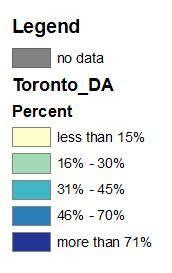 Legend
no data
Toronto_DA
Percent
less than 15%
16% - 30%
31% - 45%
46% - 70%
more than 71%